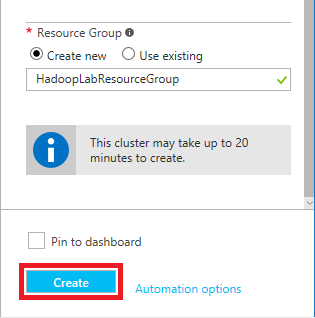 * Resource Group
Create new Use existing
HadoopLabResourceGroup
This cluster may take up to 20
minutes to create.
Pin to dashboard
Create
Automation options